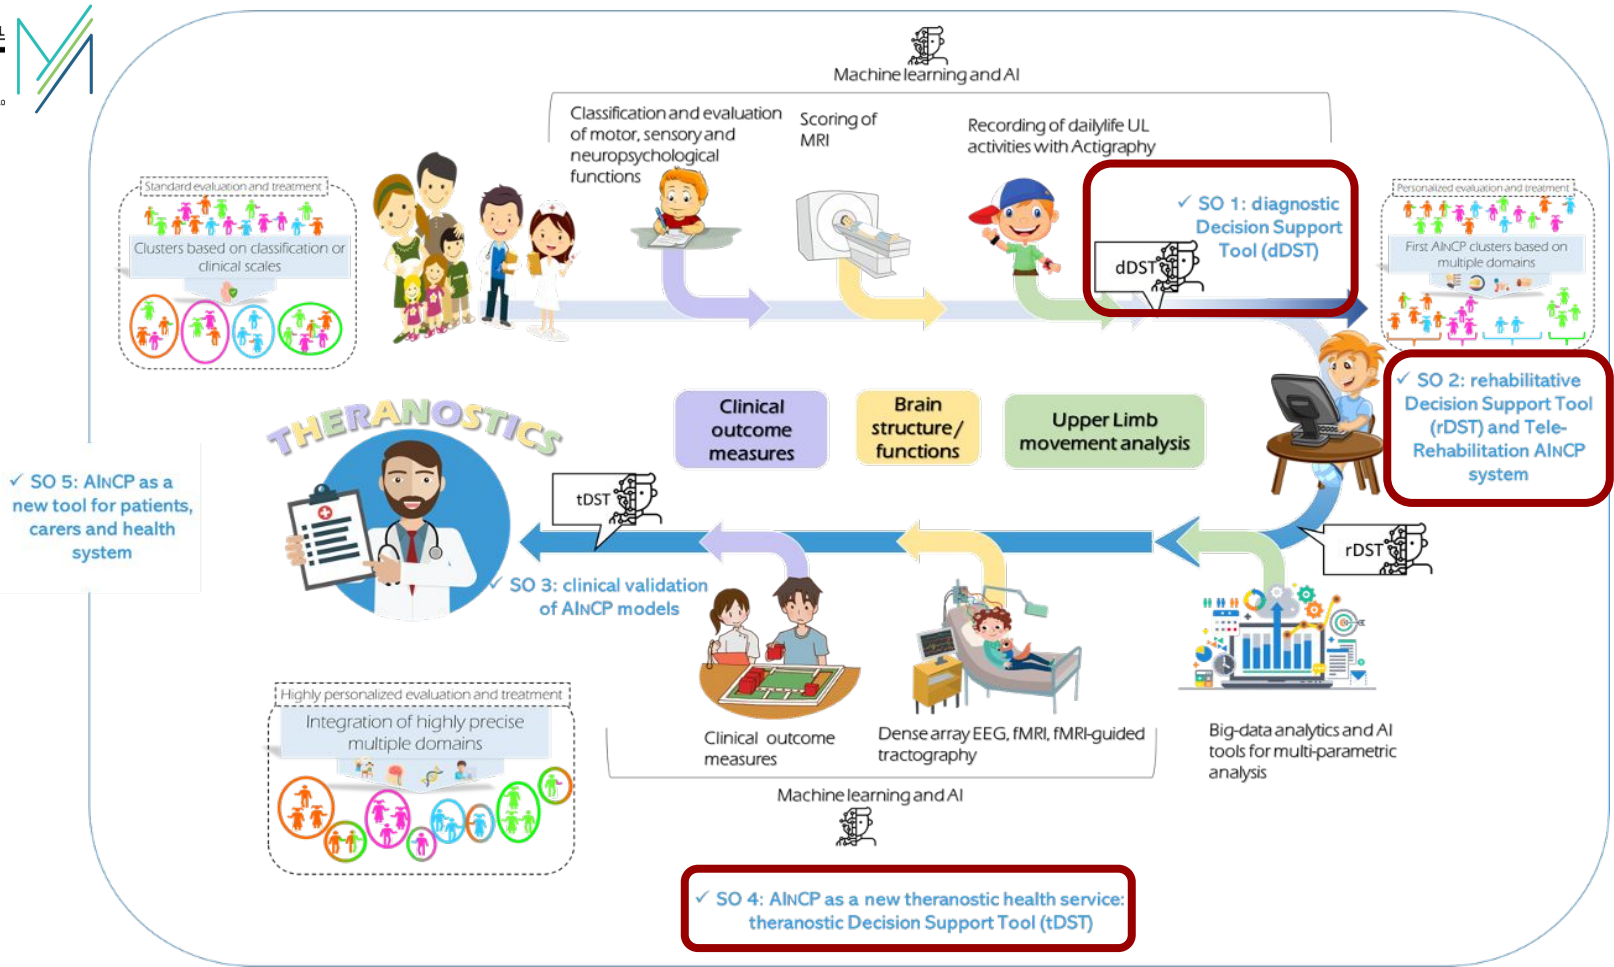 Machine learning and AI
Classification and evaluation
of motor, sensory and
neuropsychological
functions
Scoring of
MRI
Recording of dailylife UL
activities with Actigraphy
Standard evaluation and treatment
Clusters based on classification or
clinical scales
✓ SO 1: diagnostic
Decision Support
Tool (dDST)
dDST
Personalized evaluation and treatment
First AINCP clusters based on
multiple domains
✓ SO 2: rehabilitative
Decision Support Tool
(rDST) and Tele-
Rehabilitation AINCP
system
THERANOSTICS
Clinical
outcome
measures
Brain
structure/
functions
Upper Limb
movement analysis
✓ SO 5: AINCP as a
new tool for patients,
carers and health
system
tDST
rDST
✓ SO 3: clinical validation
of AINCP models
Highly personalized evaluation and treatment
Integration of highly precise
multiple domains
Clinical outcome
measures
Dense array EEG, fMRI, fMRI-guided
tractography
Big-data analytics and AI
tools for multi-parametric
analysis
Machine learning and AI
✓ SO 4: AINCP as a new theranostic health service:
theranostic Decision Support Tool (tDST)